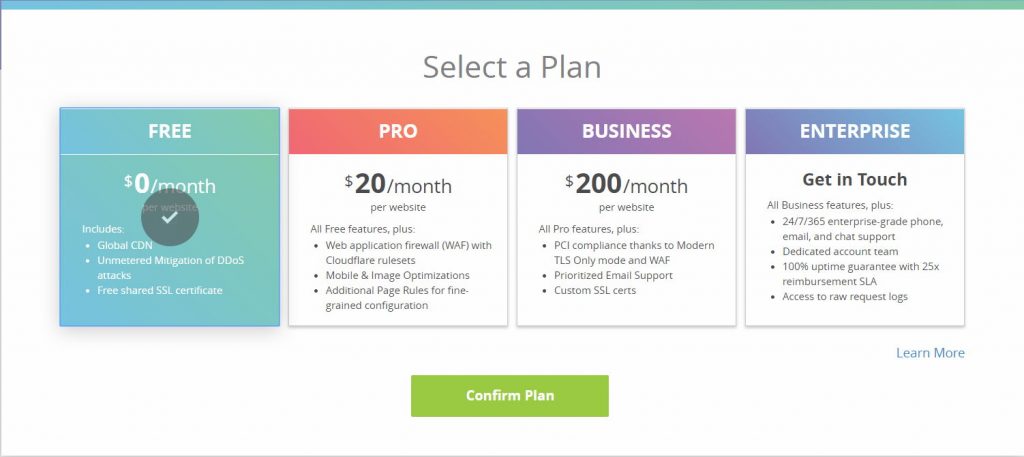 Select a Plan
FREE
$0/month
per website
Includes:
• Global CDN
• Unmetered Mitigation of DDoS
attacks
• Free shared SSL certificate
PRO
$20/month
per website
All Free features, plus:
• Web application firewall (WAF) with
Cloudflare rulesets
• Mobile & Image Optimizations
• Additional Page Rules for fine-
grained configuration
BUSINESS
$200/month
per website
All Pro features, plus:
• PCI compliance thanks to Modern
TLS Only mode and WAF
• Prioritized Email Support
• Custom SSL certs
ENTERPRISE
Get in Touch
All Business features, plus:
• 24/7/365 enterprise-grade phone,
email, and chat support
• Dedicated account team
• 100% uptime guarantee with 25x
reimbursement SLA
• Access to raw request logs
Learn More
Confirm Plan